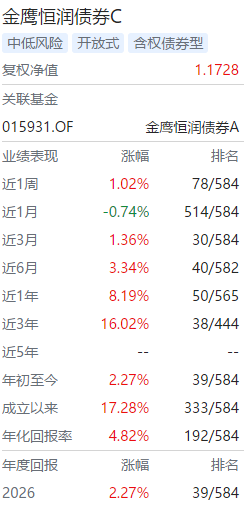 金鹰恒润债券C
中低风险 开放式 含权债券型
复权净值 1.1728
关联基金
015931.OF 金鹰恒润债券A
业绩表现 涨幅 排名
近1周 1.02% 78/584
近1月 -0.74% 514/584
近3月 1.36% 30/584
近6月 3.34% 40/582
近1年 8.19% 50/565
近3年 16.02% 38/444
近5年 -- --
年初至今 2.27% 39/584
成立以来 17.28% 333/584
年化回报率 4.82% 192/584
年度回报 涨幅 排名
2026 2.27% 39/584